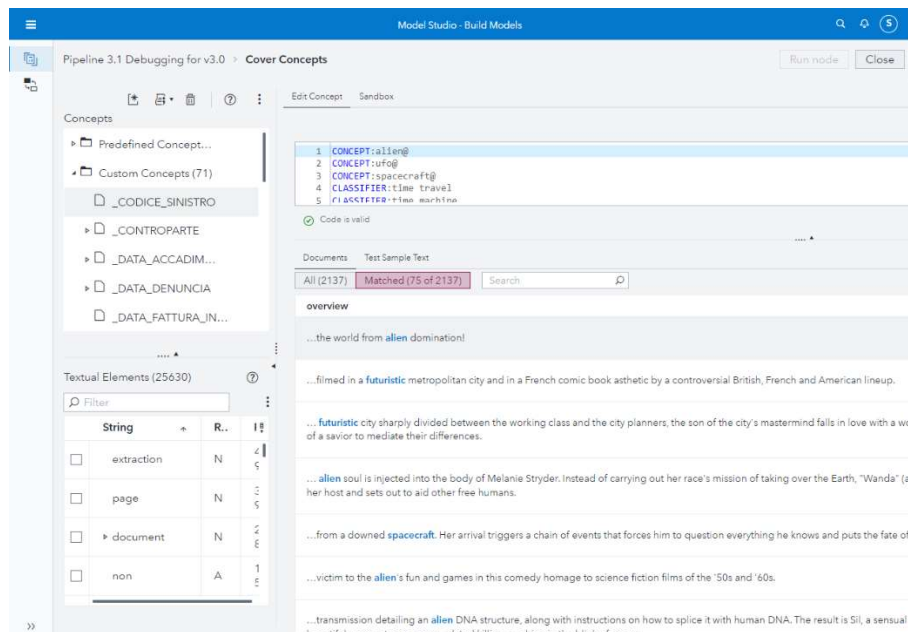 Model Studio - Build Models
S
Pipeline 3.1 Debugging for v3.0 > Cover Concepts
Run node
Close
Concepts
Predefined Concept...
Custom Concepts (71)
_CODICE_SINISTRO
_CONTROPARTE
_DATA_ACCADIM...
_DATA_DENUNCIA
_DATA_FATTURA_IN...
Textual Elements (25630)
Filter
String R..
extraction N
page N
document N
non A
Edit Concept Sandbox
1 CONCEPT:alien@
2 CONCEPT:ufo@
3 CONCEPT:spacecraft@
4 CLASSIFIER:time travel
5 CLASSIFIER:time machine
Code is valid
Documents Test Sample Text
All (2137) Matched (75 of 2137) Search
overview
...the world from alien domination!
...filmed in a futuristic metropolitan city and in a French comic book asthetic by a controversial British, French and American lineup.
... futuristic city sharply divided between the working class and the city planners, the son of the city's mastermind falls in love with a
of a savior to mediate their differences.
... alien soul is injected into the body of Melanie Stryder. Instead of carrying out her race's mission of taking over the Earth, "Wanda"
her host and sets out to aid other free humans.
...from a downed spacecraft. Her arrival triggers a chain of events that forces him to question everything he knows and puts the fate of
...victim to the alien's fun and games in this comedy homage to science fiction films of the '50s and '60s.
...transmission detailing an alien DNA structure, along with instructions on how to splice it with human DNA. The result is Sil, a sensual